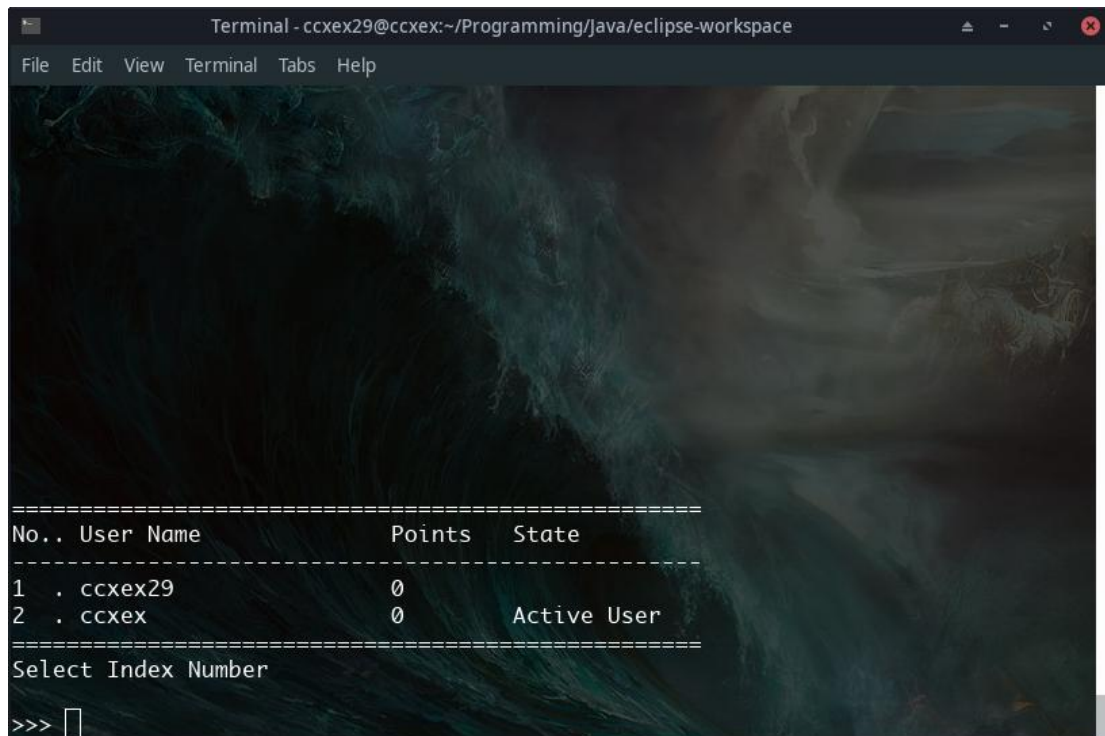 Terminal - ccxex29@ccxex:~/Programming/Java/eclipse-workspace
File Edit View Terminal Tabs Help
=================================================
No.. User Name Points State
-------------------------------------------------
1 . ccxex29 0
2 . ccxex 0 Active User
=================================================
Select Index Number
>>>